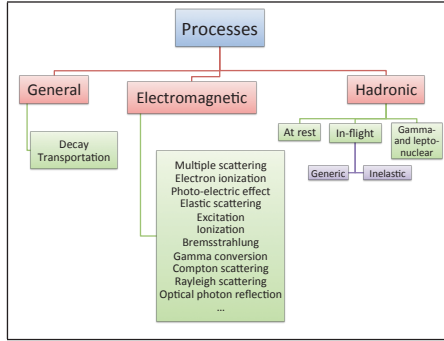 Processes
General
Electromagnetic
Hadronic
Decay
Transportation
Multiple scattering
Electron ionization
Photo-electric effect
Elastic scattering
Excitation
Ionization
Bremsstrahlung
Gamma conversion
Compton scattering
Rayleigh scattering
Optical photon reflection
...
At rest
In-flight
Gamma-
and lepto-
nuclear
Generic
Inelastic